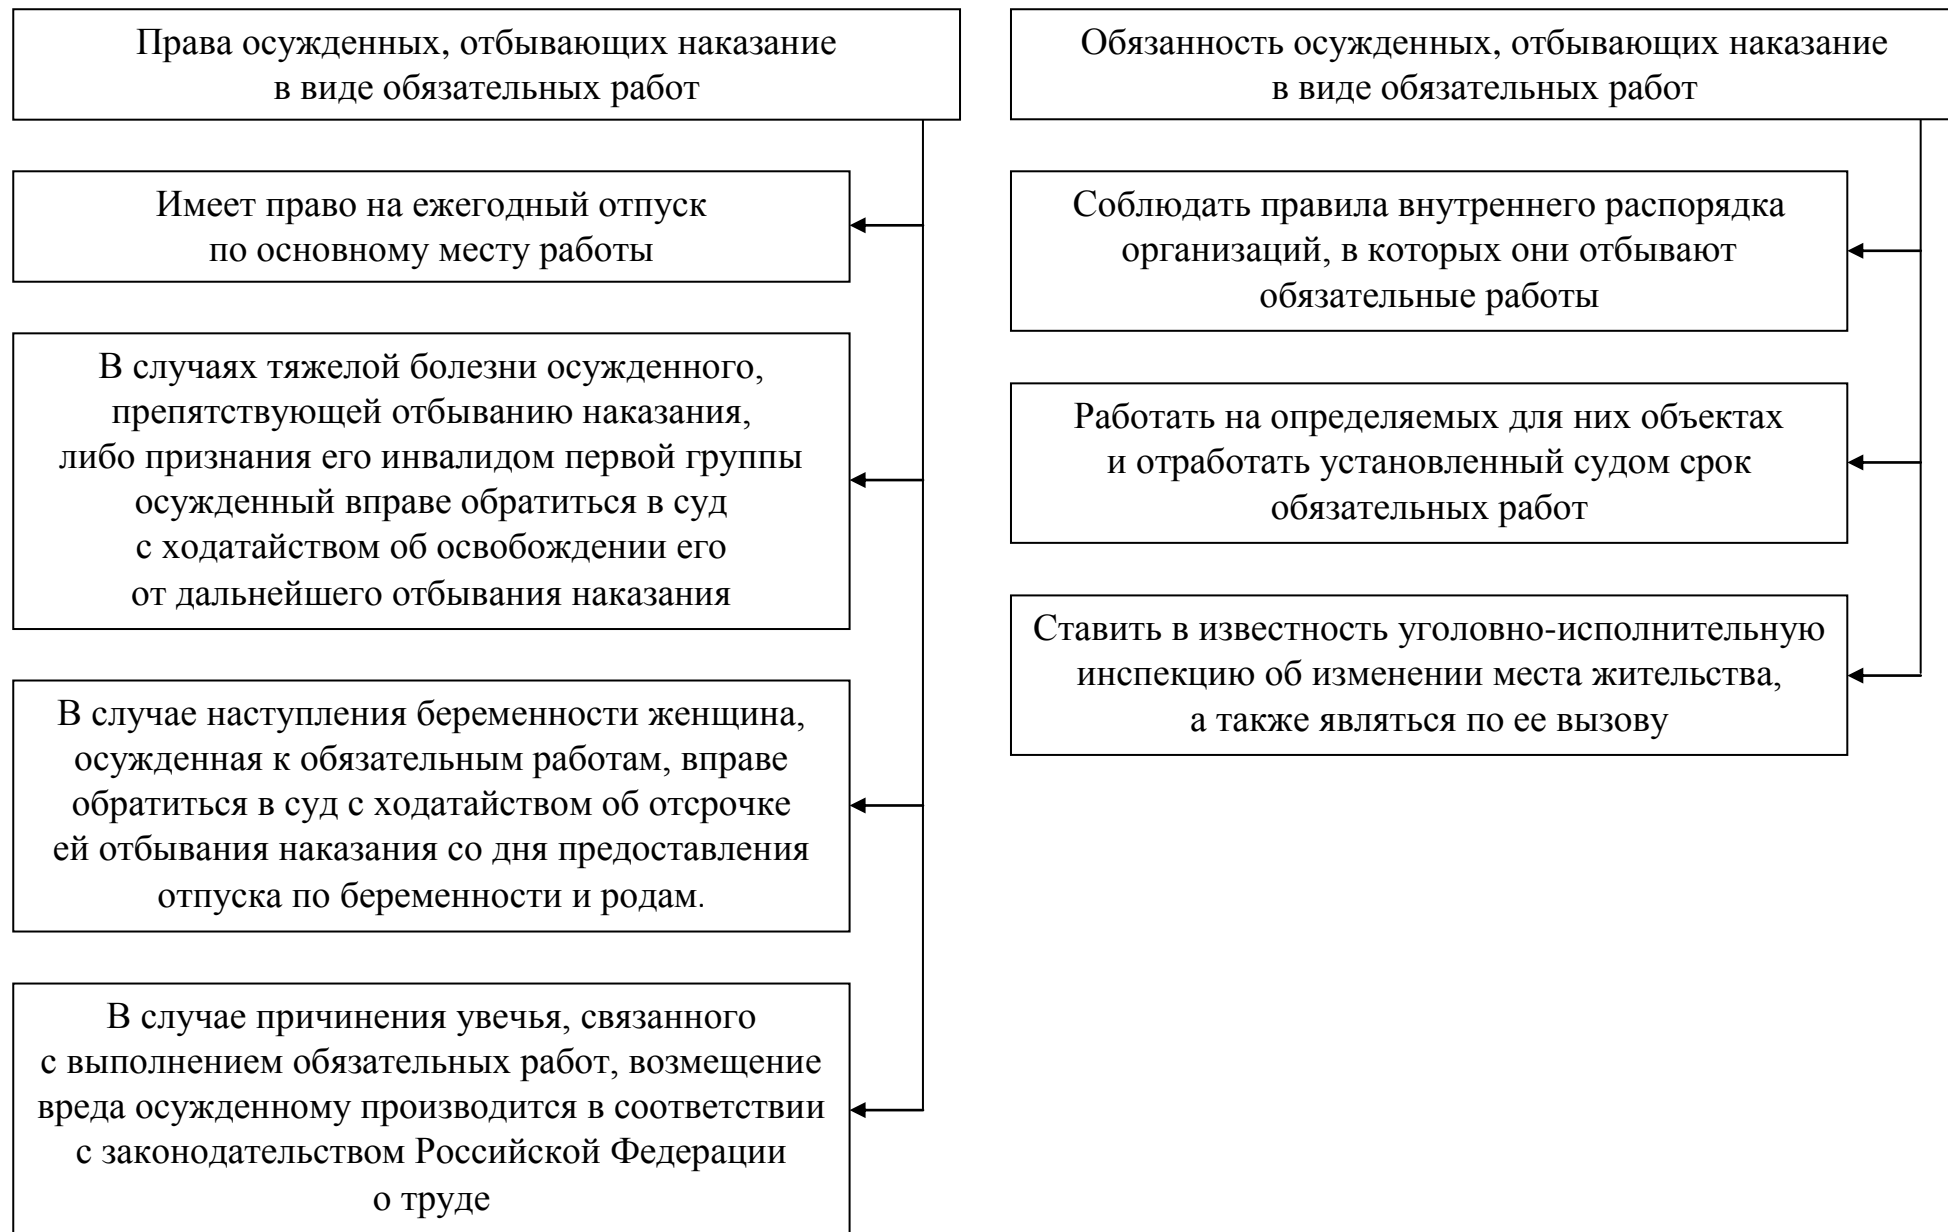 Права осужденных, отбывающих наказание
в виде обязательных работ
Имеет право на ежегодный отпуск
по основному месту работы
В случаях тяжелой болезни осужденного,
препятствующей отбыванию наказания,
либо признания его инвалидом первой группы
осужденный вправе обратиться в суд
с ходатайством об освобождении его
от дальнейшего отбывания наказания
В случае наступления беременности женщина,
осужденная к обязательным работам, вправе
обратиться в суд с ходатайством об отсрочке
ей отбывания наказания со дня предоставления
отпуска по беременности и родам.
В случае причинения увечья, связанного
с выполнением обязательных работ, возмещение
вреда осужденному производится в соответствии
с законодательством Российской Федерации
о труде
Обязанность осужденных, отбывающих наказание
в виде обязательных работ
Соблюдать правила внутреннего распорядка
организаций, в которых они отбывают
обязательные работы
Работать на определяемых для них объектах
и отработать установленный судом срок
обязательных работ
Ставить в известность уголовно-исполнительную
инспекцию об изменении места жительства,
а также являться по ее вызову